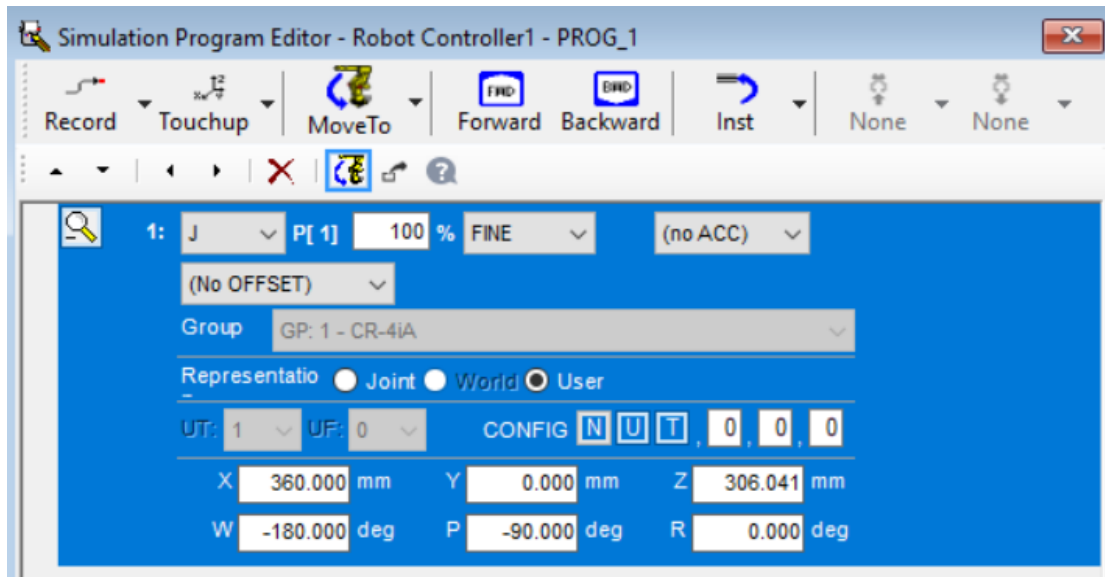 Simulation Program Editor - Robot Controller1 - PROG_1
FWD BWD
Record Touchup MoveTo Forward Backward Inst None None
1: J P[ 1] 100 % FINE (no ACC)
(No OFFSET)
Group GP: 1 - CR-4iA
Representatio Joint World User
UT: 1 UF: 0 CONFIG N U T , 0 , 0 , 0
X 360.000 mm Y 0.000 mm Z 306.041 mm
W -180.000 deg P -90.000 deg R 0.000 deg